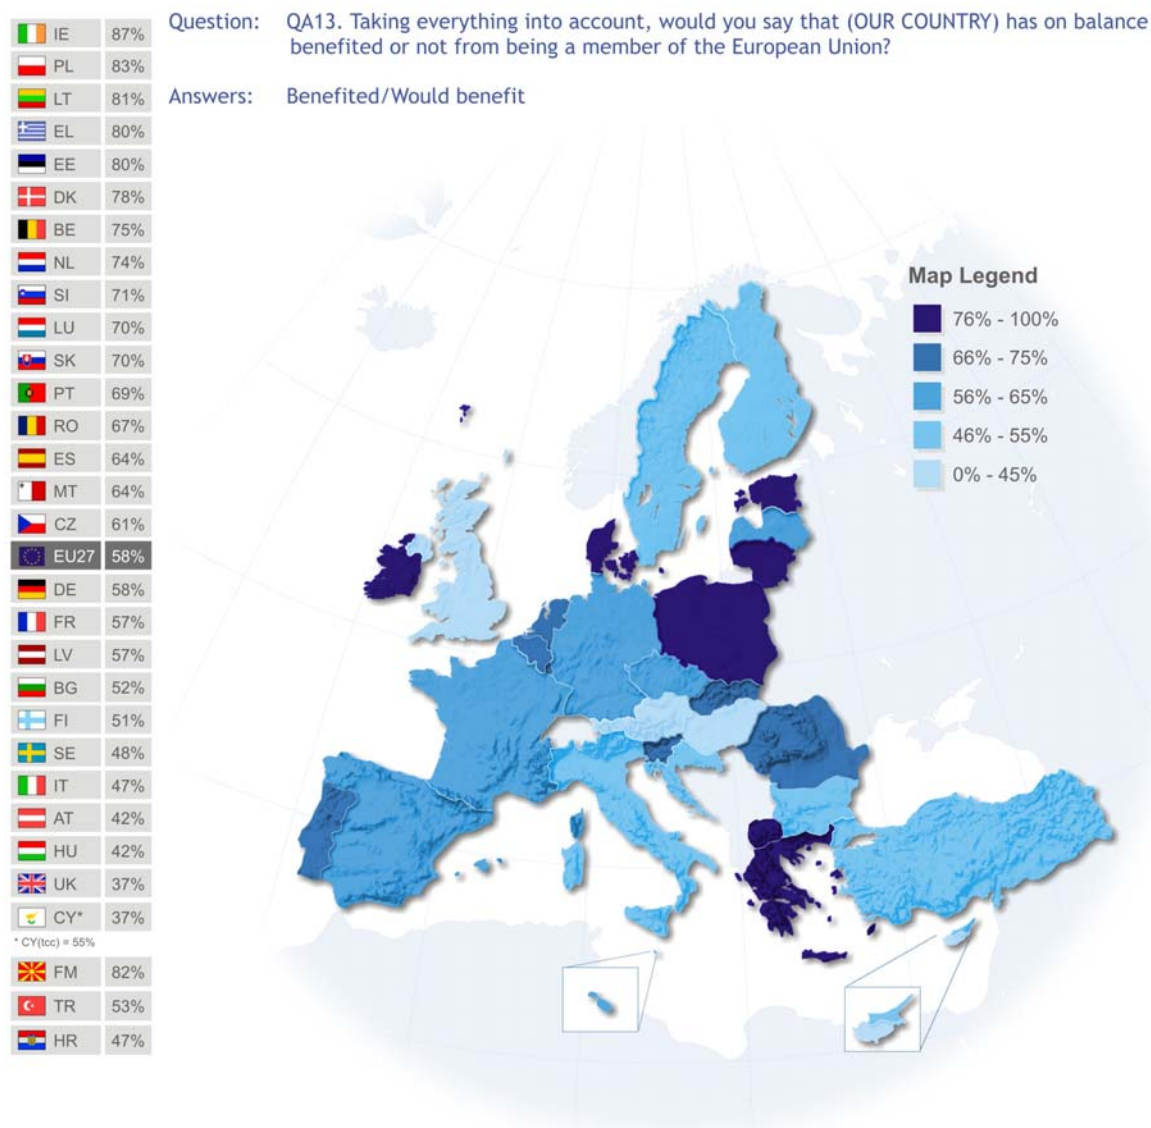 Question: QA13. Taking everything into account, would you say that (OUR COUNTRY) has on balance
benefited or not from being a member of the European Union?
Answers: Benefited/Would benefit
IE 87%
PL 83%
LT 81%
EL 80%
EE 80%
DK 78%
BE 75%
NL 74%
SI 71%
LU 70%
SK 70%
PT 69%
RO 67%
ES 64%
MT 64%
CZ 61%
EU27 58%
DE 58%
FR 57%
LV 57%
BG 52%
FI 51%
SE 48%
IT 47%
AT 42%
HU 42%
UK 37%
CY* 37%
* CY(tcc) = 55%
FM 82%
TR 53%
HR 47%
Map Legend
76% - 100%
66% - 75%
56% - 65%
46% - 55%
0% - 45%